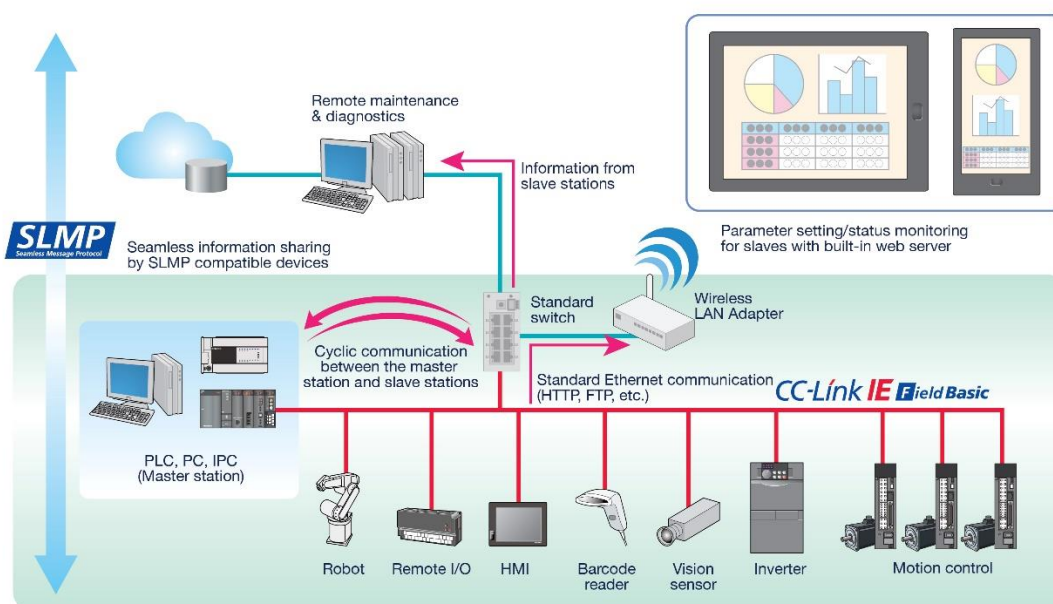 Remote maintenance
& diagnostics
Information from
slave stations
Parameter setting/status monitoring
for slaves with built-in web server
SLMP
Seamless Message Protocol
Seamless information sharing
by SLMP compatible devices
Standard
switch
Wireless
LAN Adapter
Cyclic communication
between the master
station and slave stations
Standard Ethernet communication
(HTTP, FTP, etc.)
CC-Link IE Field Basic
PLC, PC, IPC
(Master station)
Robot
Remote I/O
HMI
Barcode
reader
Vision
sensor
Inverter
Motion control